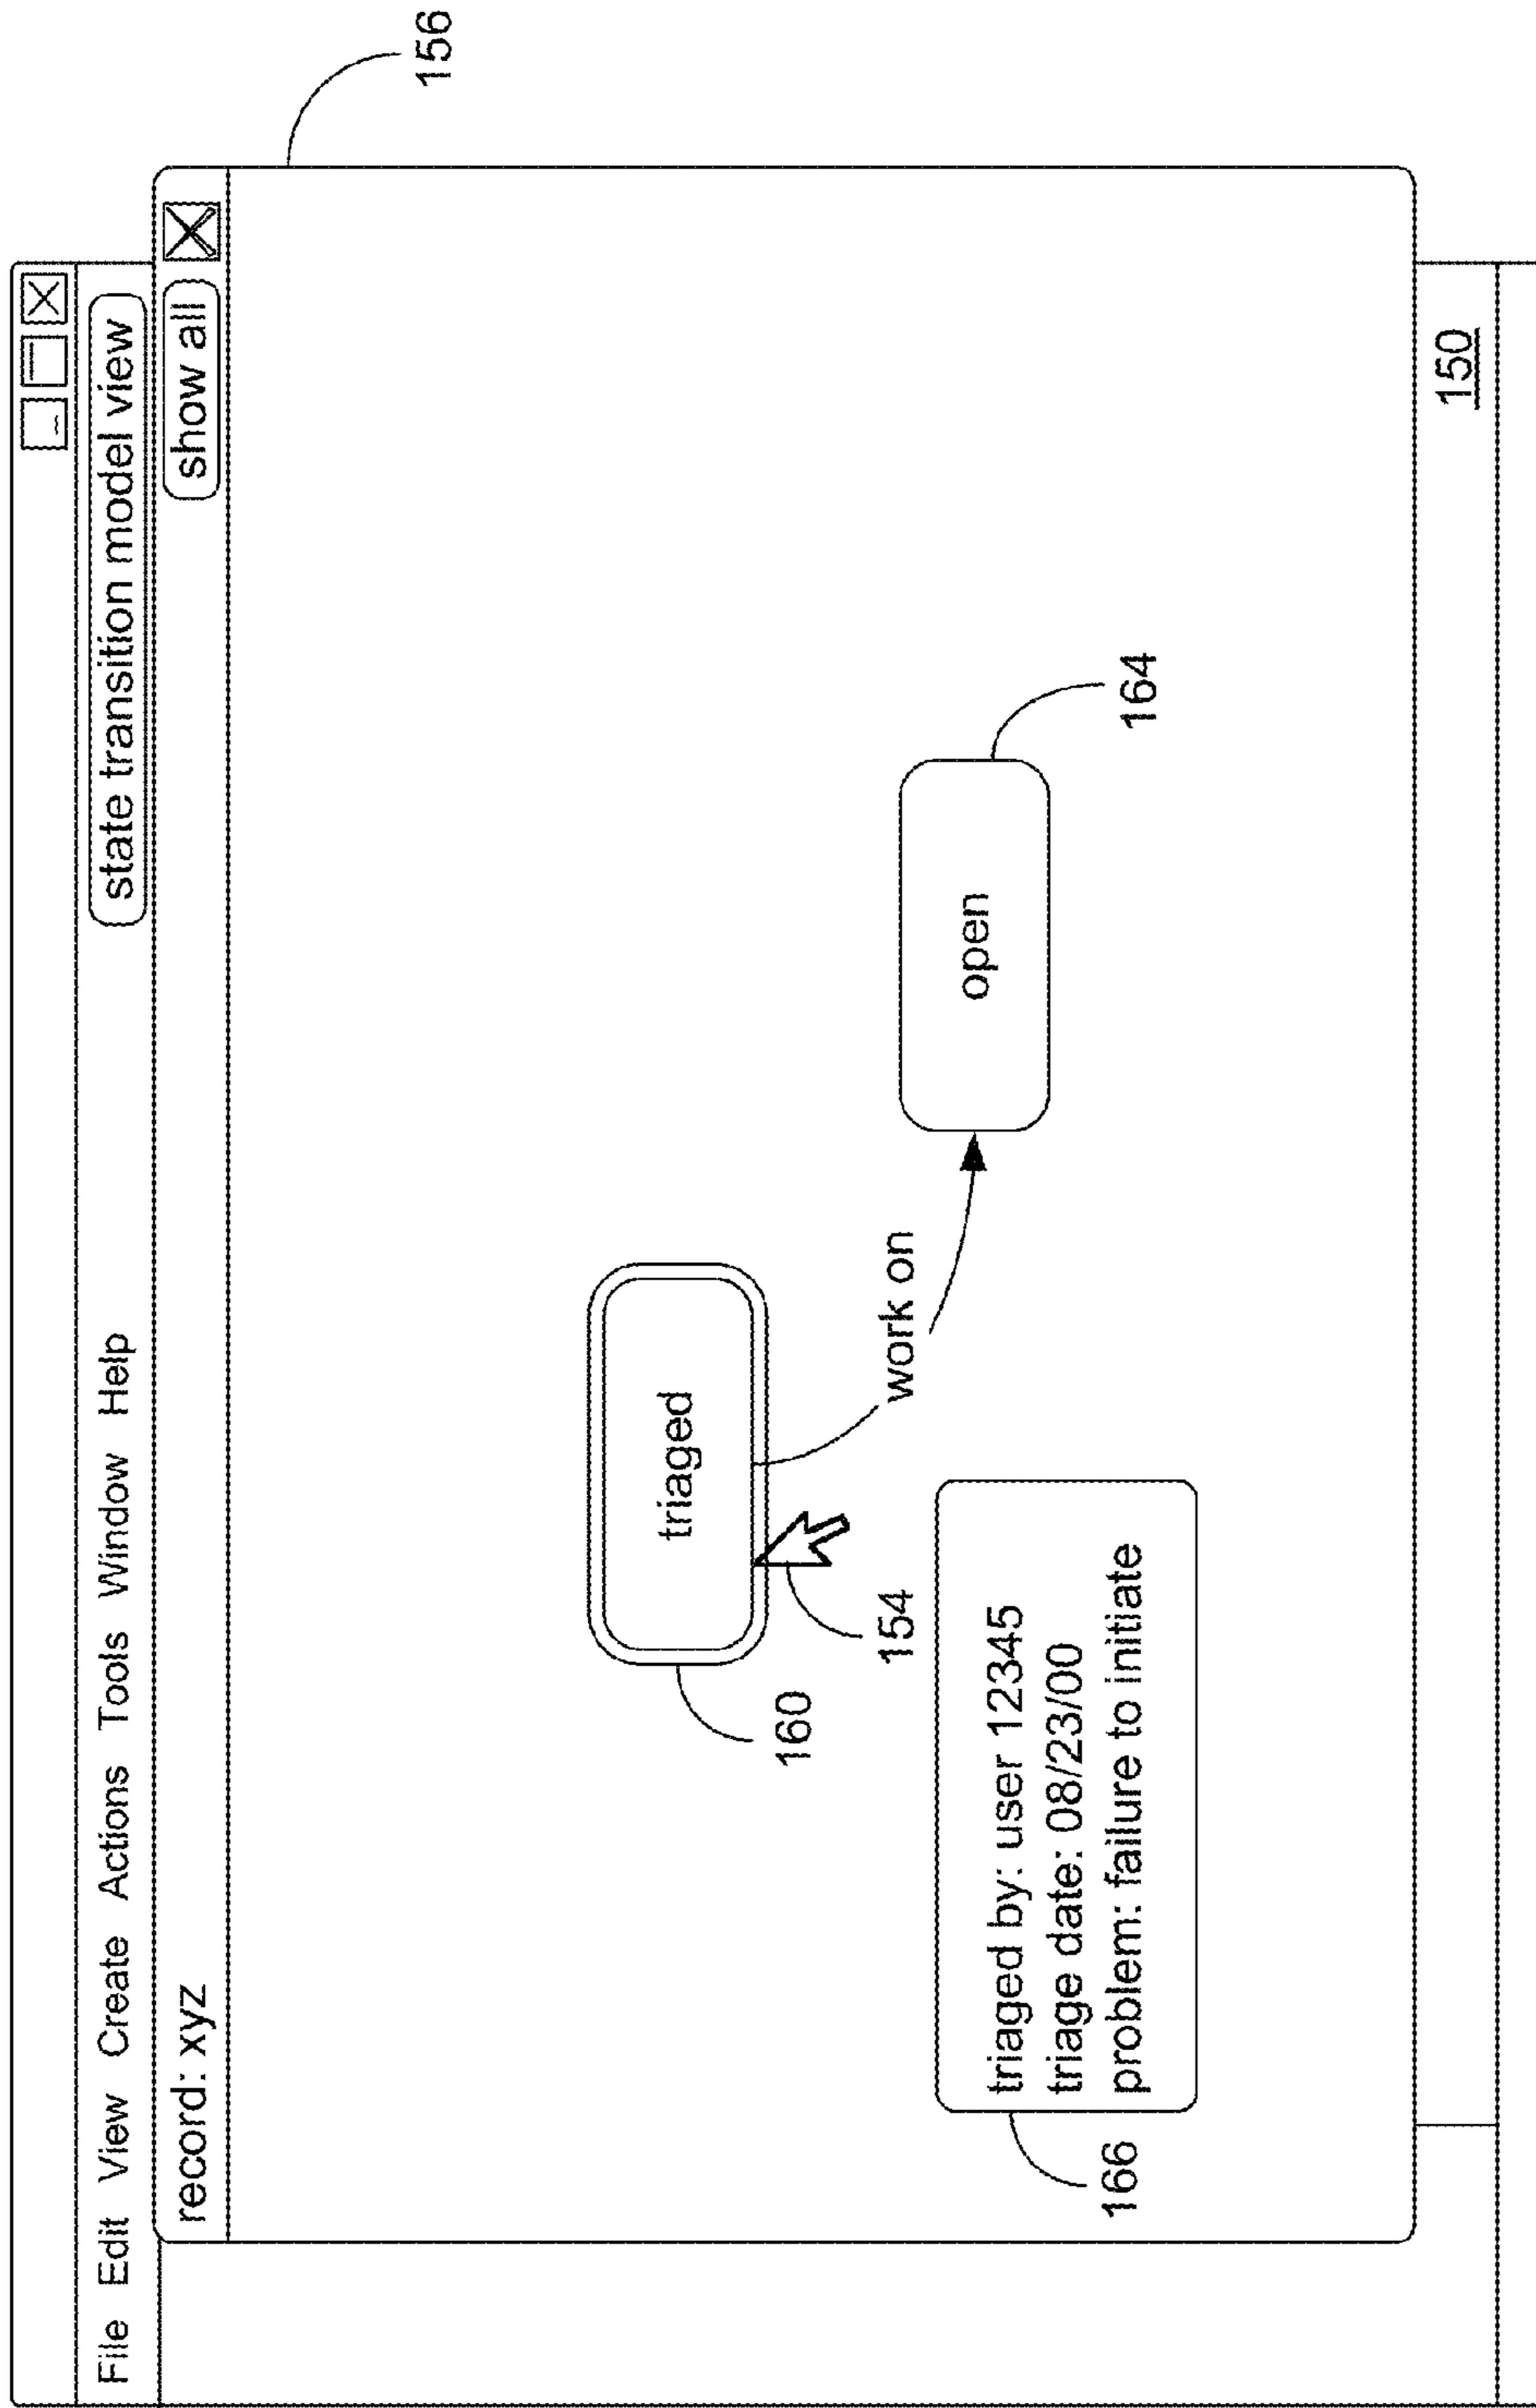 File Edit View Create Actions Tools Window Help
state transition model view
record: xyz
show all
156
triaged
160
154
work on
open
164
triaged by: user 12345
triage date: 08/23/00
problem: failure to initiate
166
150